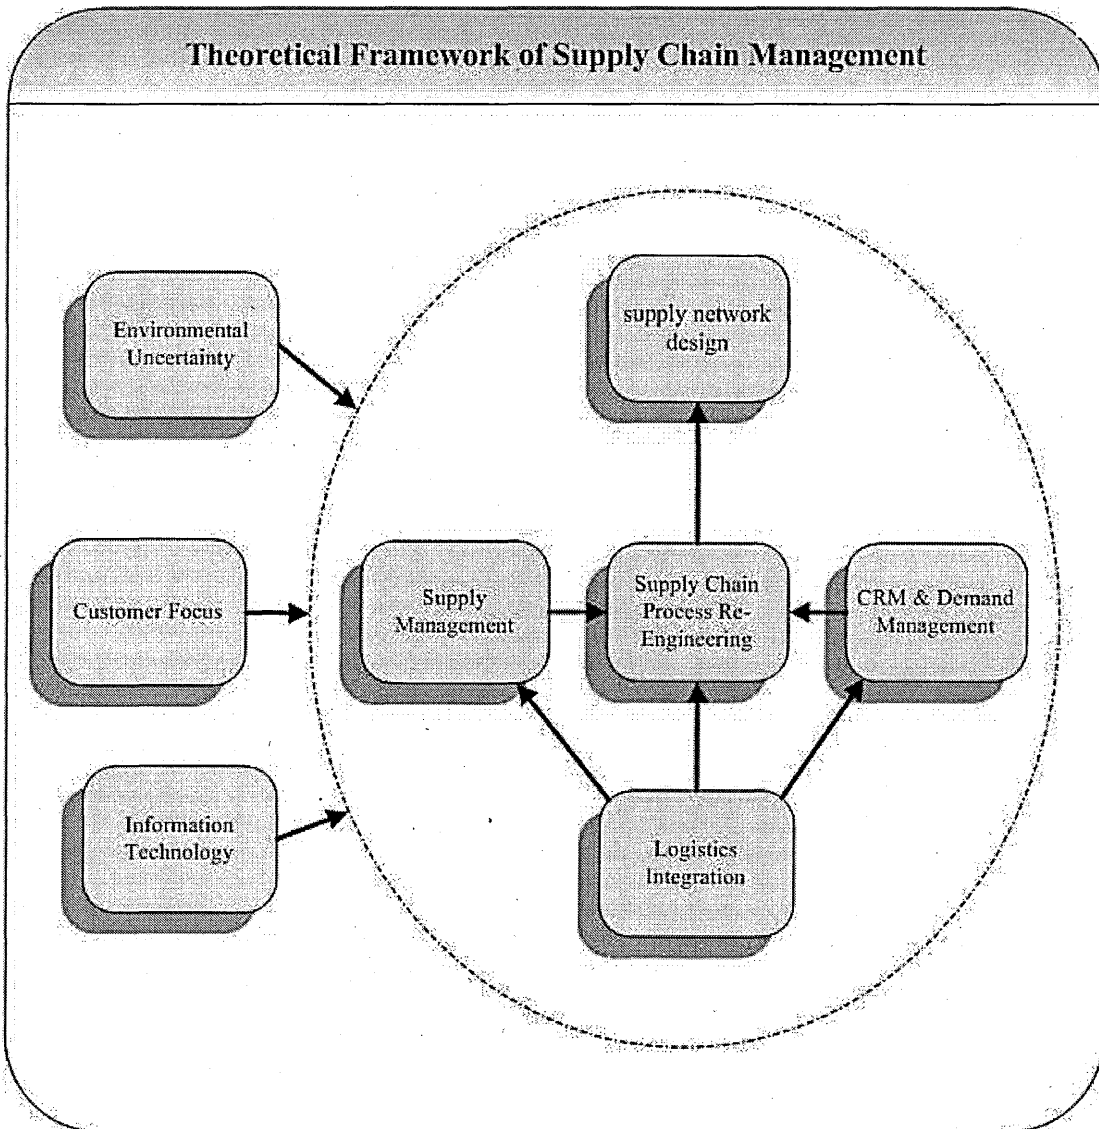 Theoretical Framework of Supply Chain Management
supply network
design
Environmental
Uncertainty
Customer Focus
Supply
Management
Supply Chain
Process Re-
Engineering
CRM & Demand
Management
Information
Technology
Logistics
Integration